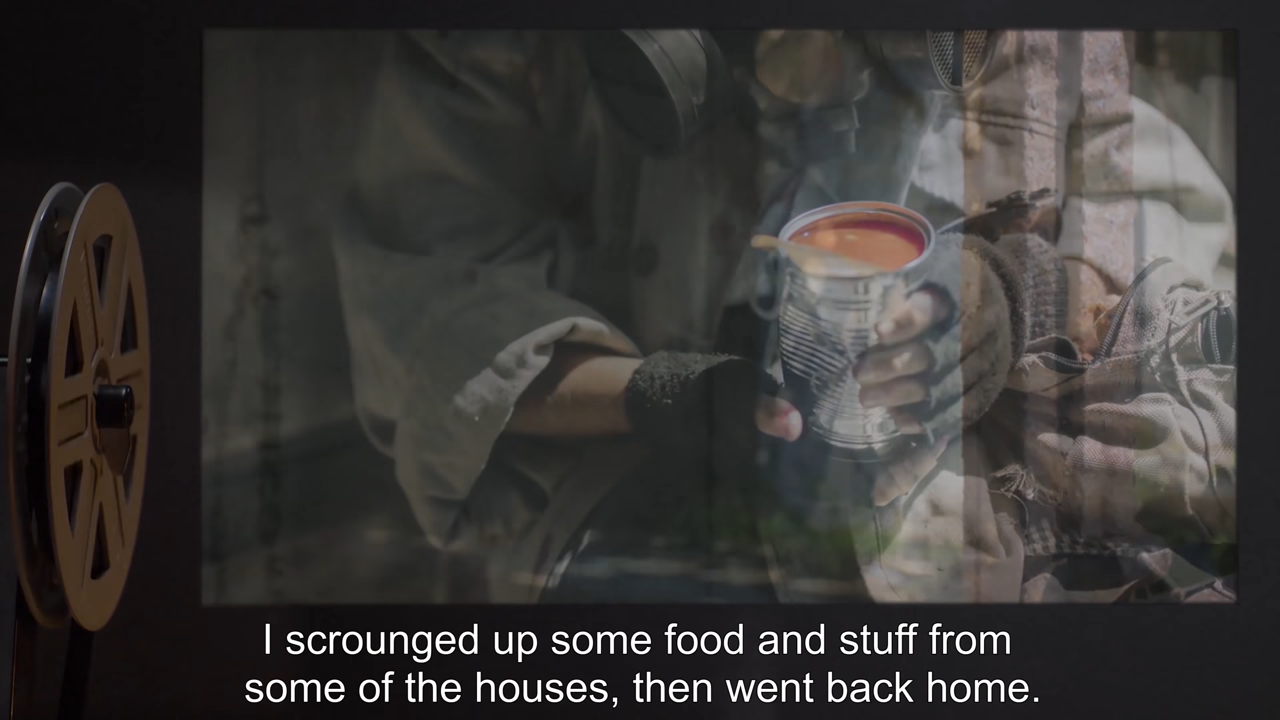 I scrounged up some food and stuff from
some of the houses, then went back home.